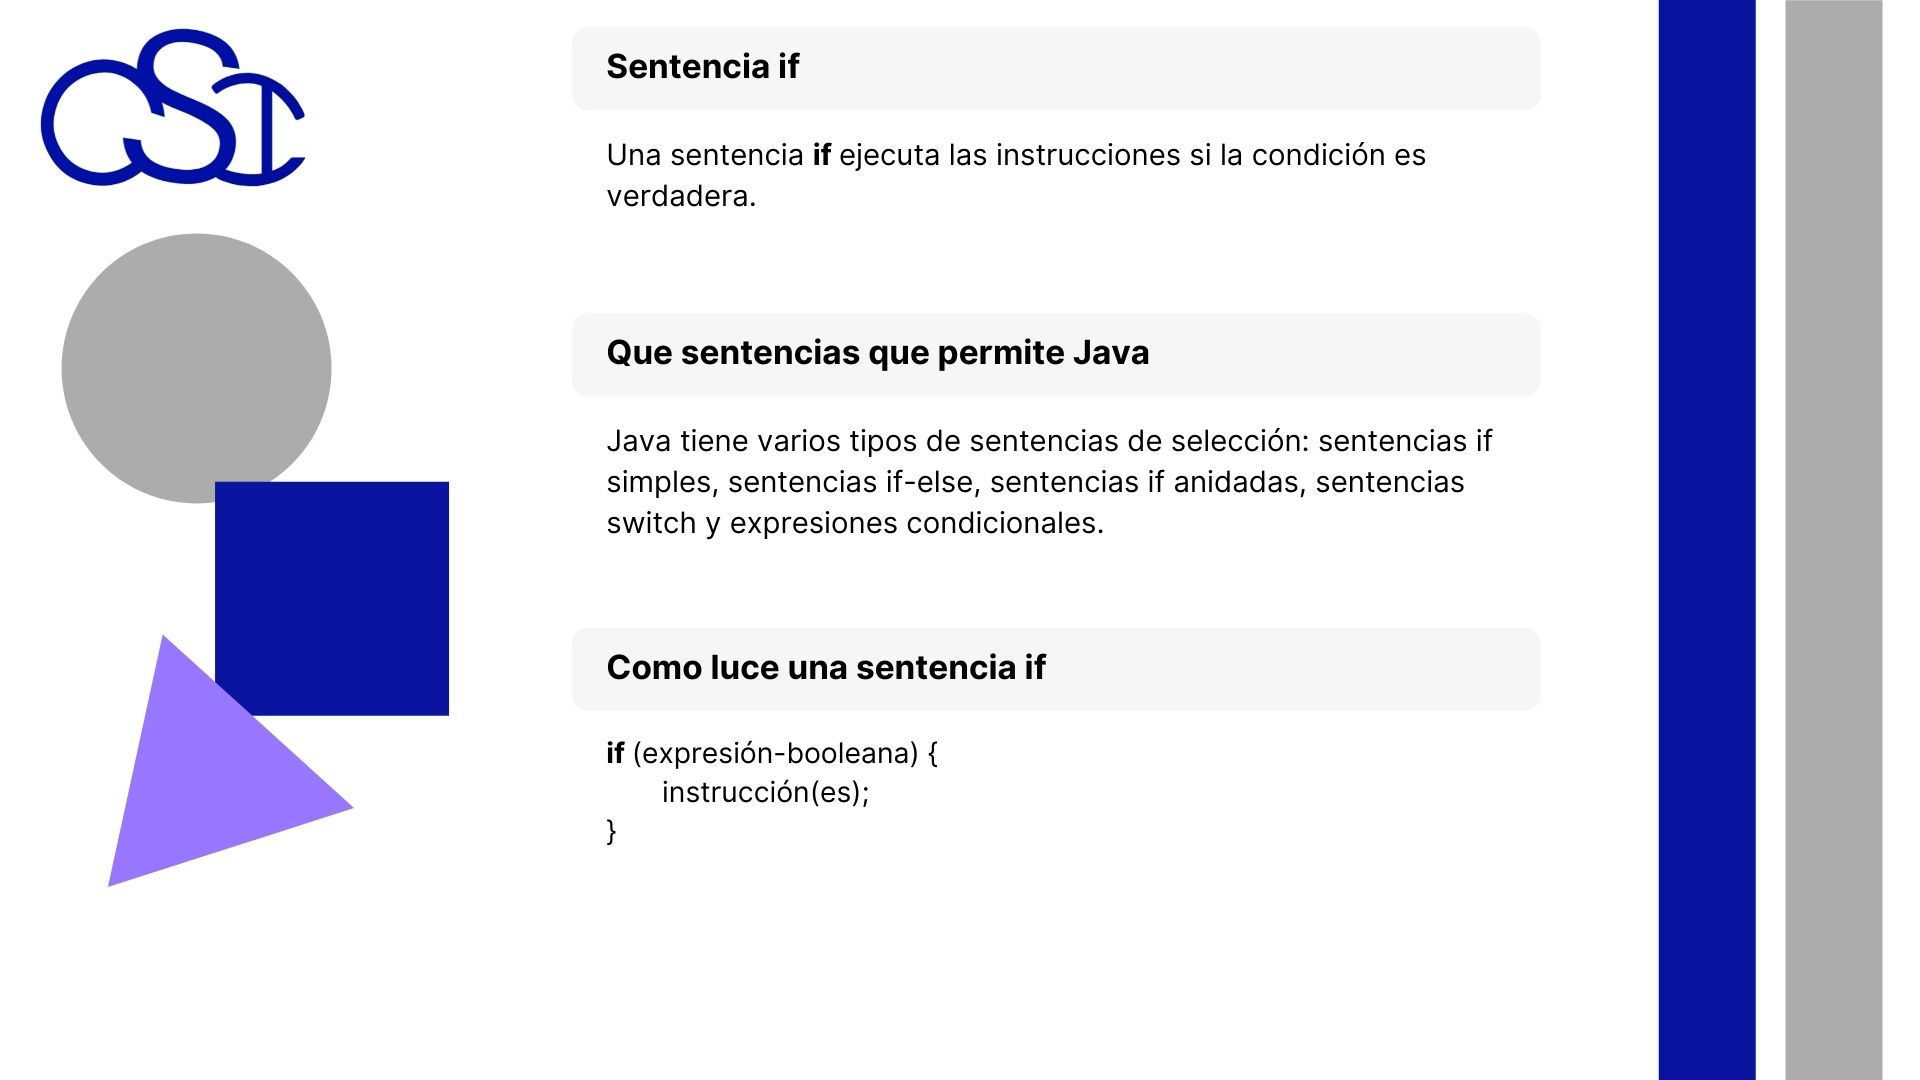 CSI
Sentencia if
Una sentencia if ejecuta las instrucciones si la condición es
verdadera.
Que sentencias que permite Java
Java tiene varios tipos de sentencias de selección: sentencias if
simples, sentencias if-else, sentencias if anidadas, sentencias
switch y expresiones condicionales.
Como luce una sentencia if
if (expresión-booleana) {
instrucción(es);
}